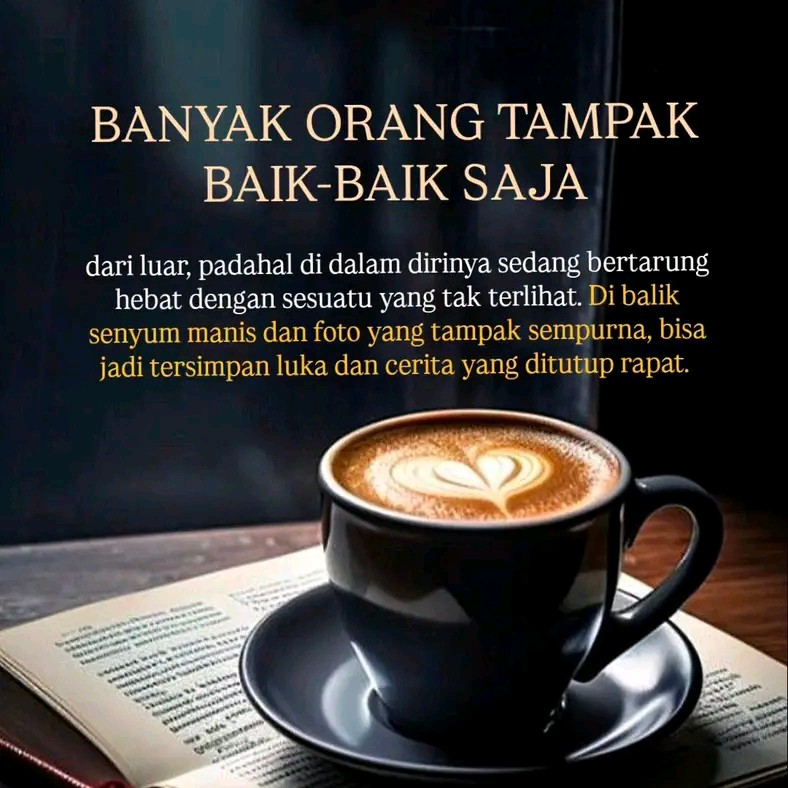 BANYAK ORANG TAMPAK
BAIK-BAIK SAJA
dari luar, padahal di dalam dirinya sedang bertarung
hebat dengan sesuatu yang tak terlihat. Di balik
senyum manis dan foto yang tampak sempurna, bisa
jadi tersimpan luka dan cerita yang ditutup rapat.